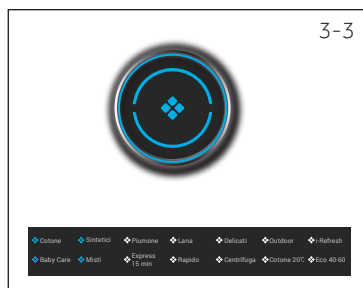 3-3
Cotone Sintetici Piumone Lana Delicati Outdoor i-Refresh
Baby Care Misti Express 15 min Rapido Centrifuga Cotone 20°C Eco 40-60